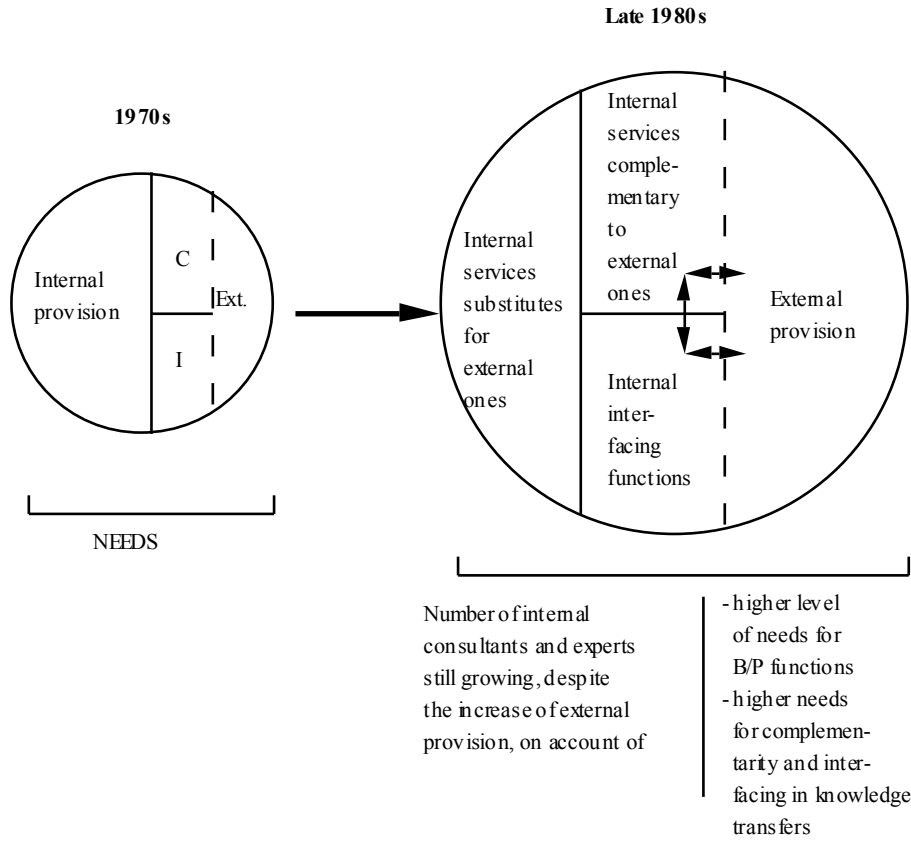 Late 1980s
1970s
Internal
provision
C
I
Ext.
NEEDS
Internal
services
substitutes
for
external
ones
Internal
services
comple-
mentary
to
external
ones
Internal
inter-
facing
functions
External
provision
Number of internal
consultants and experts
still growing, despite
the increase of external
provision, on account of
- higher level
of needs for
B/P functions
- higher needs
for complemen-
tarity and inter-
facing in knowledge
transfers